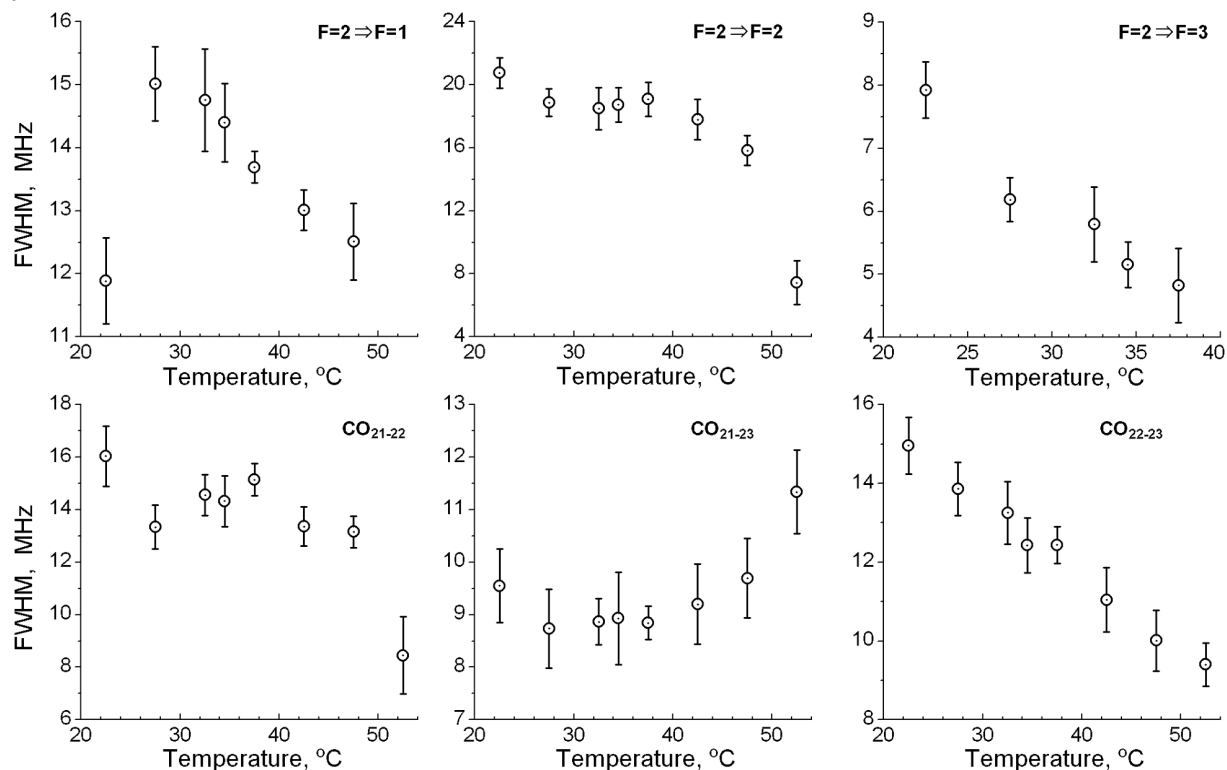 F=2⇒F=1
FWHM, MHz
16
15
14
13
12
11
20 30 40 50
Temperature, °C
F=2⇒F=2
24
20
16
12
8
4
20 30 40 50
Temperature, °C
F=2⇒F=3
9
8
7
6
5
4
20 25 30 35 40
Temperature, °C
CO21-22
FWHM, MHz
18
16
14
12
10
8
6
20 30 40 50
Temperature, °C
CO21-23
13
12
11
10
9
8
7
20 30 40 50
Temperature, °C
CO22-23
16
14
12
10
8
20 30 40 50
Temperature, °C